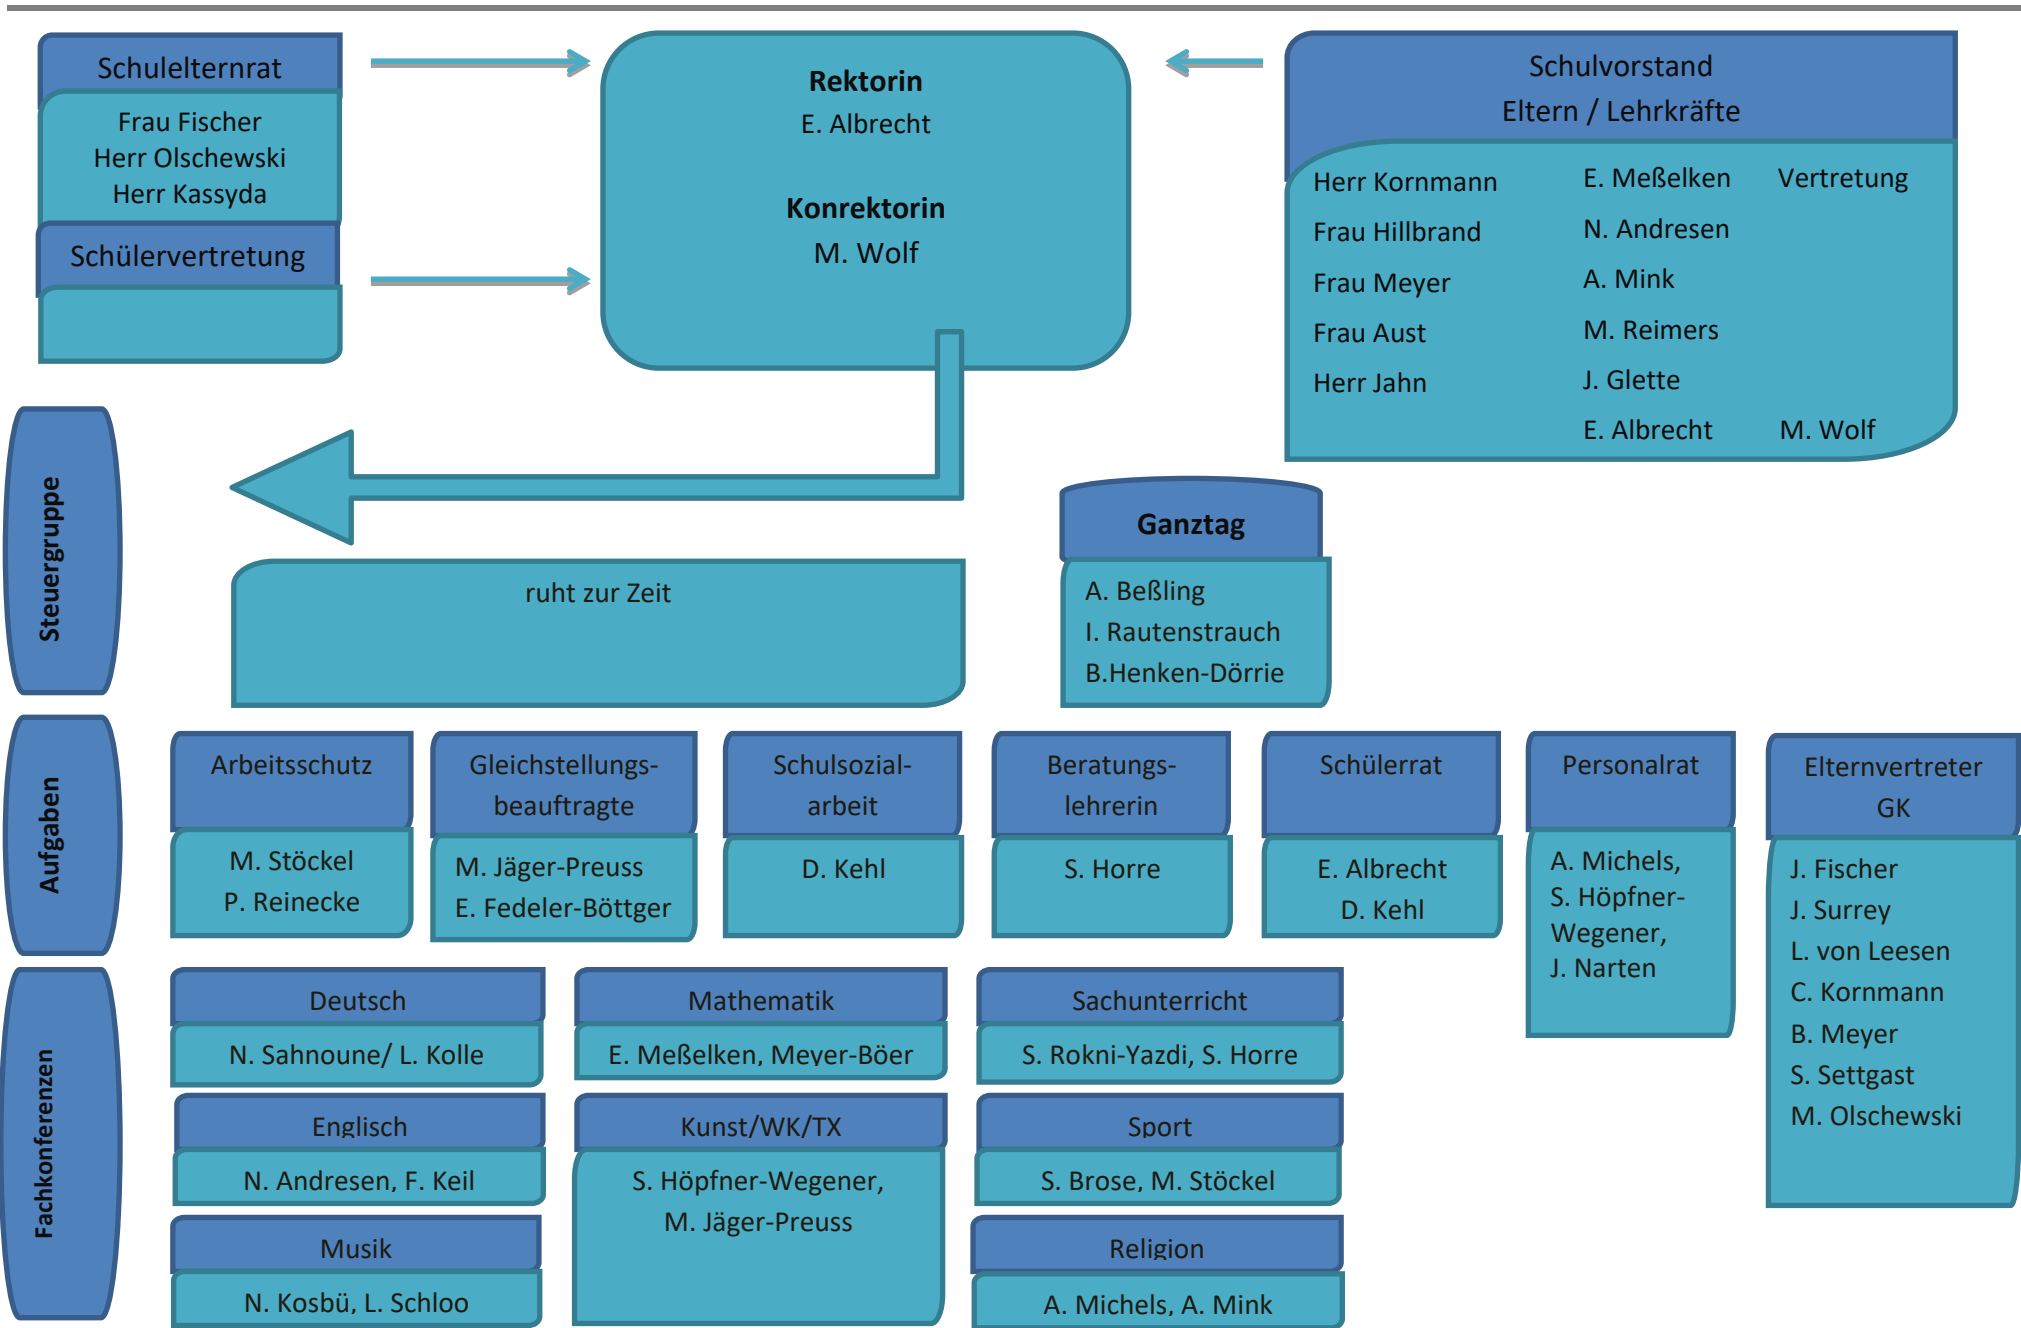 Schulelternrat
Frau Fischer
Herr Olschewski
Herr Kassyda
Schülervertretung
Rektorin
E. Albrecht
Konrektorin
M. Wolf
Schulvorstand
Eltern / Lehrkräfte
Herr Kornmann E. Meßelken Vertretung
Frau Hillbrand N. Andresen
Frau Meyer A. Mink
Frau Aust M. Reimers
Herr Jahn J. Glette
E. Albrecht M. Wolf
Steuergruppe
ruht zur Zeit
Ganztag
A. Beßling
I. Rautenstrauch
B.Henken-Dörrie
Aufgaben
Arbeitsschutz
M. Stöckel
P. Reinecke
Gleichstellungs-
beauftragte
M. Jäger-Preuss
E. Fedeler-Böttger
Schulsozial-
arbeit
D. Kehl
Beratungs-
lehrerin
S. Horre
Schülerrat
E. Albrecht
D. Kehl
Personalrat
A. Michels,
S. Höpfner-
Wegener,
J. Narten
Elternvertreter
GK
J. Fischer
J. Surrey
L. von Leesen
C. Kornmann
B. Meyer
S. Settgast
M. Olschewski
Fachkonferenzen
Deutsch
N. Sahnoune/ L. Kolle
Mathematik
E. Meßelken, Meyer-Böer
Sachunterricht
S. Rokni-Yazdi, S. Horre
Englisch
N. Andresen, F. Keil
Kunst/WK/TX
S. Höpfner-Wegener,
M. Jäger-Preuss
Sport
S. Brose, M. Stöckel
Musik
N. Kosbü, L. Schloo
Religion
A. Michels, A. Mink